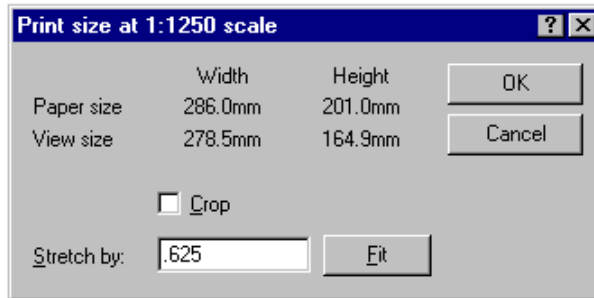 Print size at 1:1250 scale
Width Height
Paper size 286.0mm 201.0mm
View size 278.5mm 164.9mm
OK
Cancel
Crop
Stretch by: .625 Fit